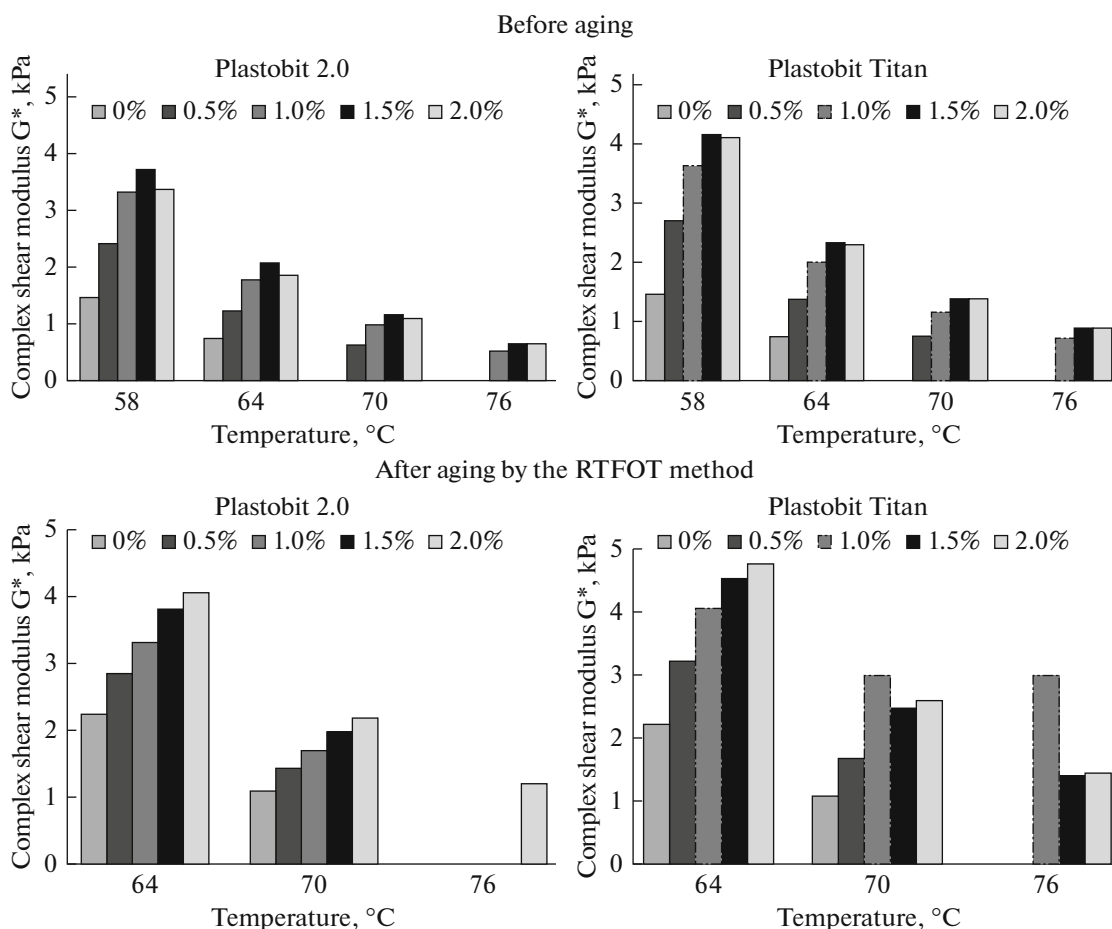 Before aging
Plastobit 2.0
0% 0.5% 1.0% 1.5% 2.0%
Complex shear modulus G*, kPa
5
4
3
2
1
0
58 64 70 76
Temperature, °C
Plastobit Titan
0% 0.5% 1.0% 1.5% 2.0%
Complex shear modulus G*, kPa
5
4
3
2
1
0
58 64 70 76
Temperature, °C
After aging by the RTFOT method
Plastobit 2.0
0% 0.5% 1.0% 1.5% 2.0%
Complex shear modulus G*, kPa
5
4
3
2
1
0
64 70 76
Temperature, °C
Plastobit Titan
0% 0.5% 1.0% 1.5% 2.0%
Complex shear modulus G*, kPa
5
4
3
2
1
0
64 70 76
Temperature, °C